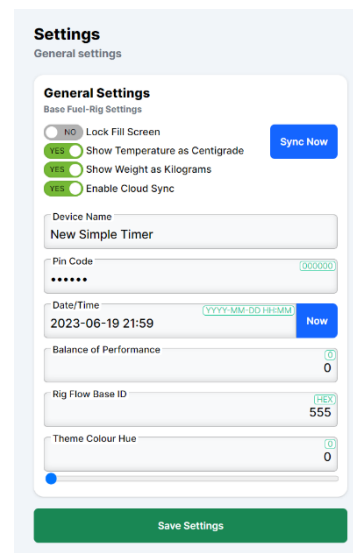 Settings
General settings
General Settings
Base Fuel-Rig Settings
NO Lock Fill Screen
YES Show Temperature as Centigrade
Sync Now
YES Show Weight as Kilograms
YES Enable Cloud Sync
Device Name
New Simple Timer
Pin Code
(000000)
••••••
Date/Time
(YYYY-MM-DD HH:MM)
2023-06-19 21:59
Now
Balance of Performance
0
0
Rig Flow Base ID
HEX
555
Theme Colour Hue
0
0
Save Settings